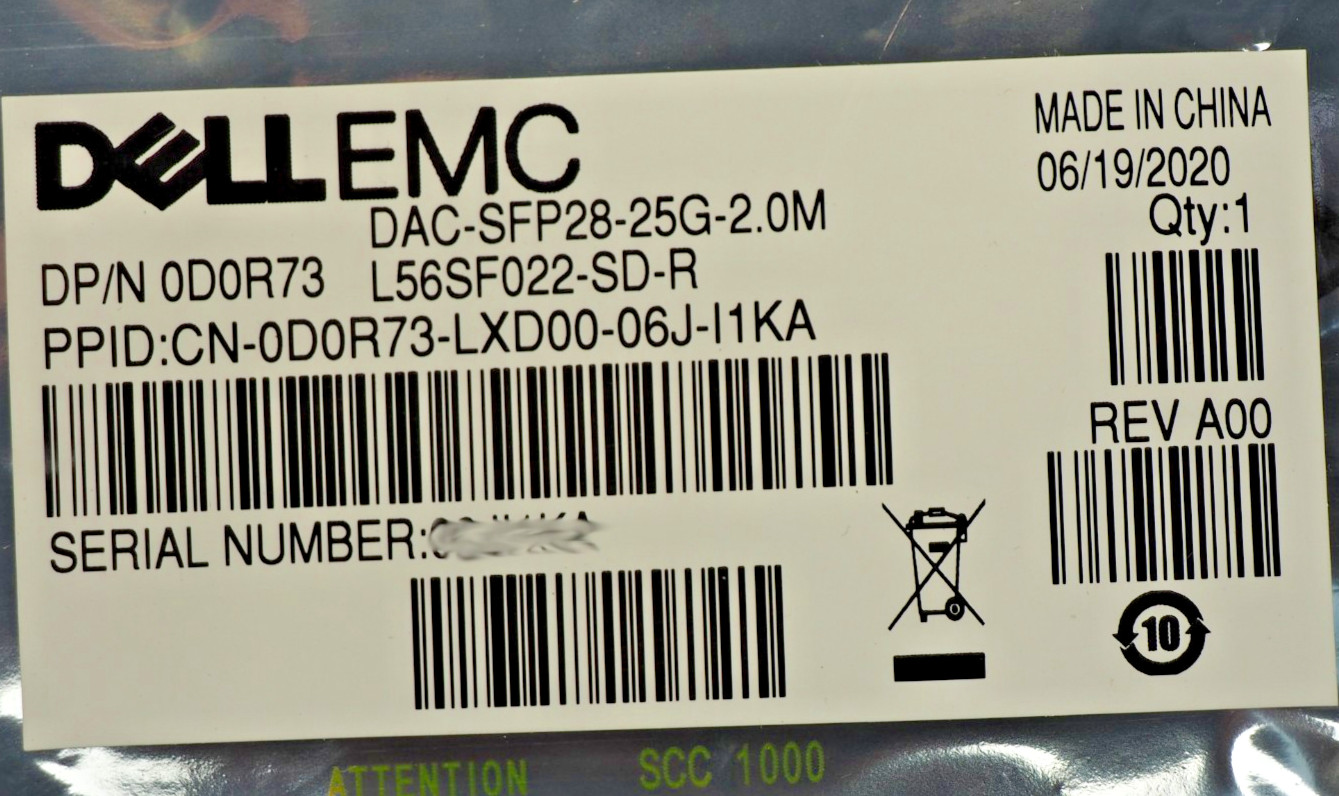 DELLEMC
MADE IN CHINA
06/19/2020
DAC-SFP28-25G-2.0M
Qty:1
DP/N 0D0R73 L56SF022-SD-R
PPID:CN-0D0R73-LXD00-06J-I1KA
REV A00
SERIAL NUMBER:
10
ATTENTION SCC 1000